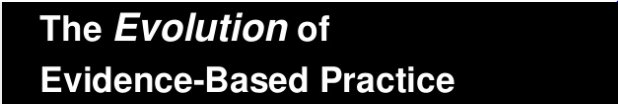 The Evolution of
Evidence-Based Practice